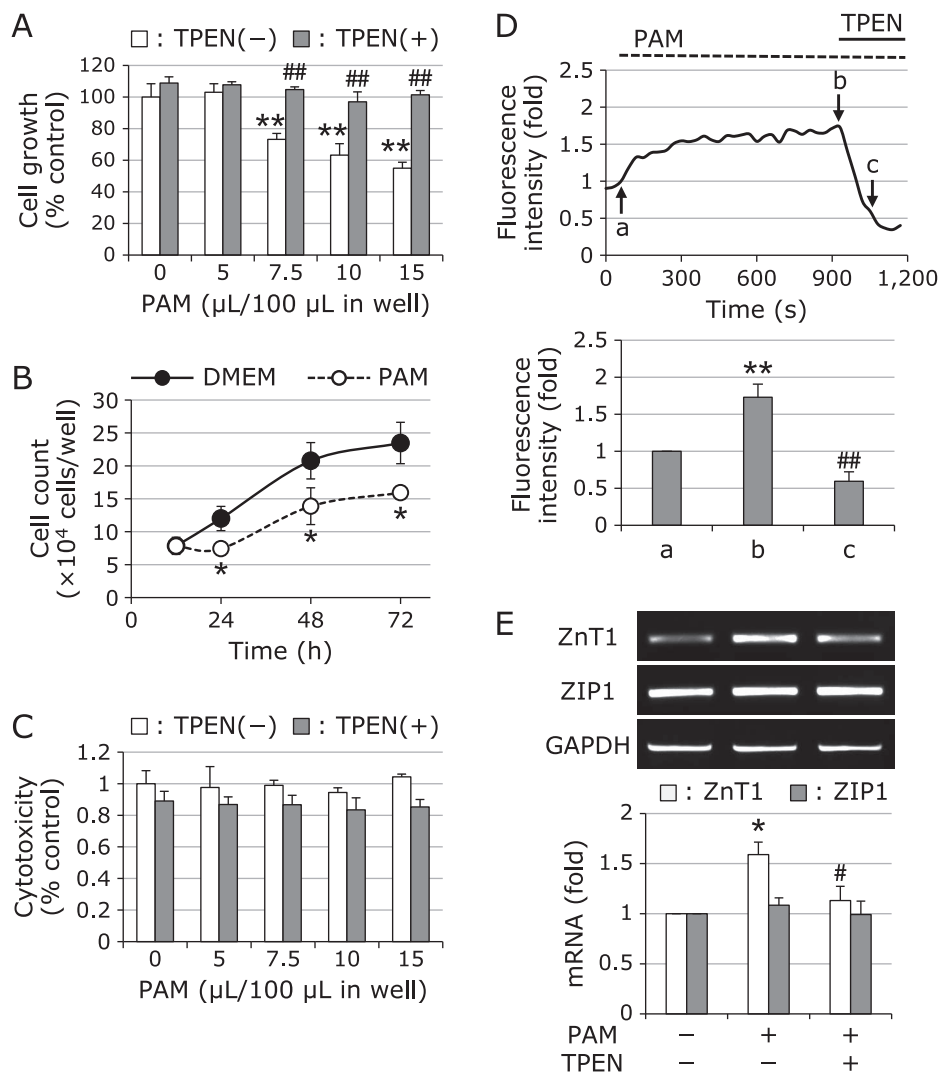 A
□ : TPEN(−) ■ : TPEN(+)
Cell growth
(% control)
120
100
80
60
40
20
0
** ## ** ## ** ##
0 5 7.5 10 15
PAM (μL/100 μL in well)
B
DMEM PAM
Cell count
(×10⁴ cells/well)
30
25
20
15
10
5
0
* * *
0 24 48 72
Time (h)
C
□ : TPEN(−) ■ : TPEN(+)
Cytotoxicity
(% control)
1.2
1
0.8
0.6
0.4
0.2
0
0 5 7.5 10 15
PAM (μL/100 μL in well)
D
TPEN
PAM
Fluorescence
intensity (fold)
2.5
2
1.5
1
0.5
0
a
b
c
0 300 600 900 1,200
Time (s)
Fluorescence
intensity (fold)
2.5
2
1.5
1
0.5
0
**
##
a b c
E
ZnT1
ZIP1
GAPDH
□ : ZnT1 ■ : ZIP1
mRNA (fold)
2
1.5
1
0.5
0
*
#
PAM − + +
TPEN − − +